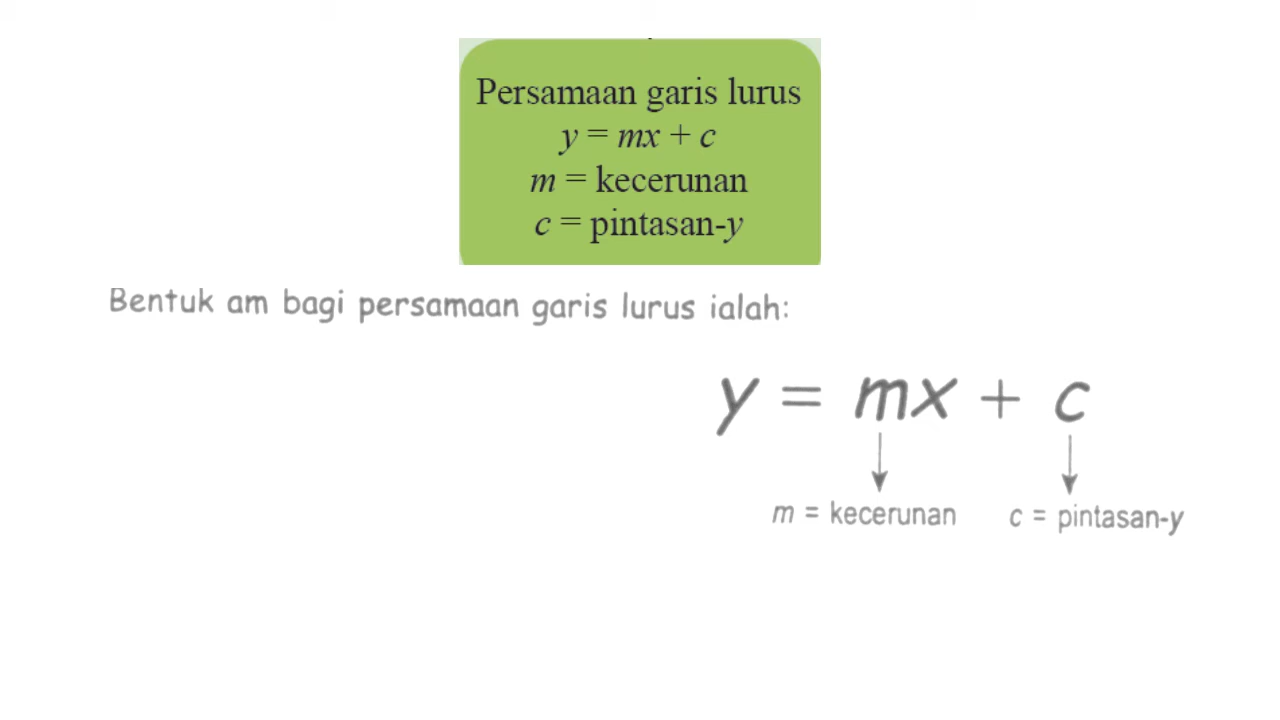 Persamaan garis lurus
y = mx + c
m = kecerunan
c = pintasan-y
Bentuk am bagi persamaan garis lurus ialah:
y = mx + c
m = kecerunan c = pintasan-y